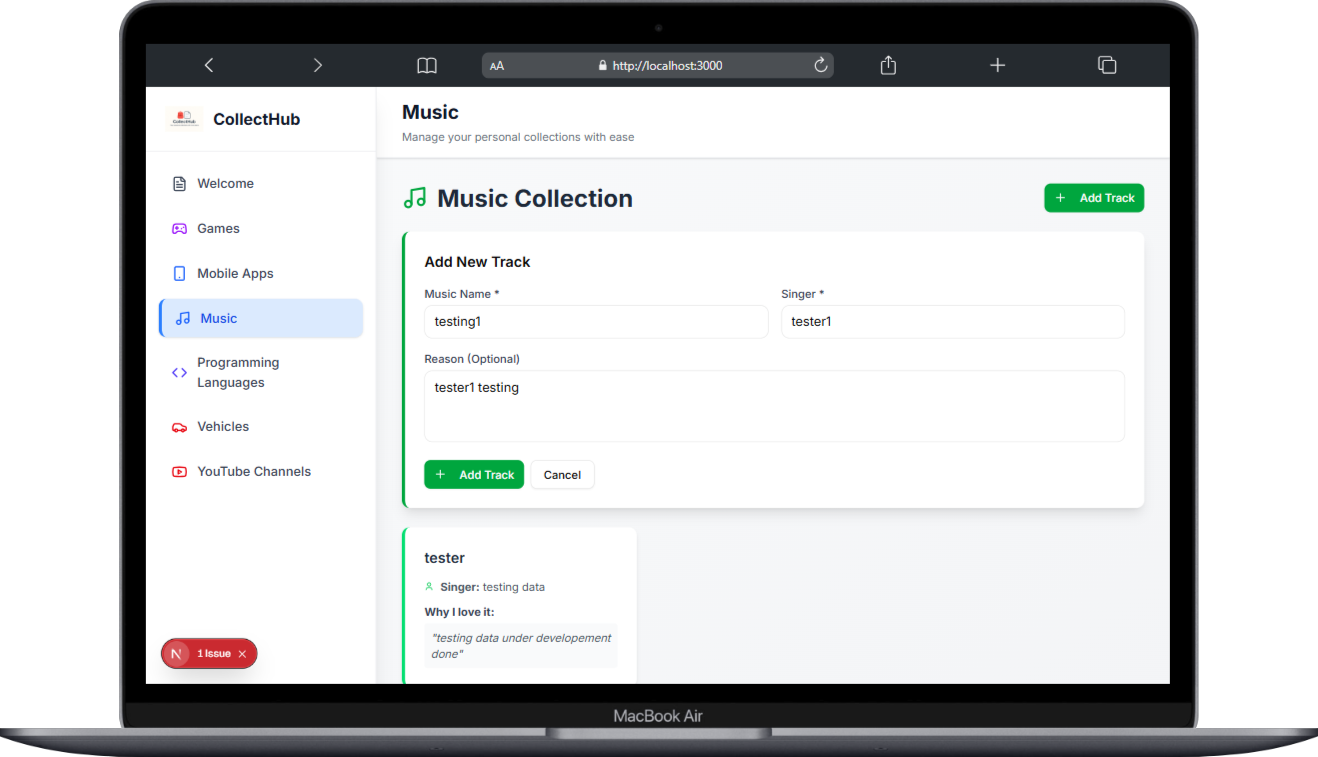 AA
http://localhost:3000
CollectHub
CollectHub
Welcome
Games
Mobile Apps
Music
Programming
Languages
Vehicles
YouTube Channels
N 1 Issue
Music
Manage your personal collections with ease
Music Collection
+ Add Track
Add New Track
Music Name * Singer *
testing1 tester1
Reason (Optional)
tester1 testing
+ Add Track Cancel
tester
Singer: testing data
Why I love it:
"testing data under developement
done"
MacBook Air